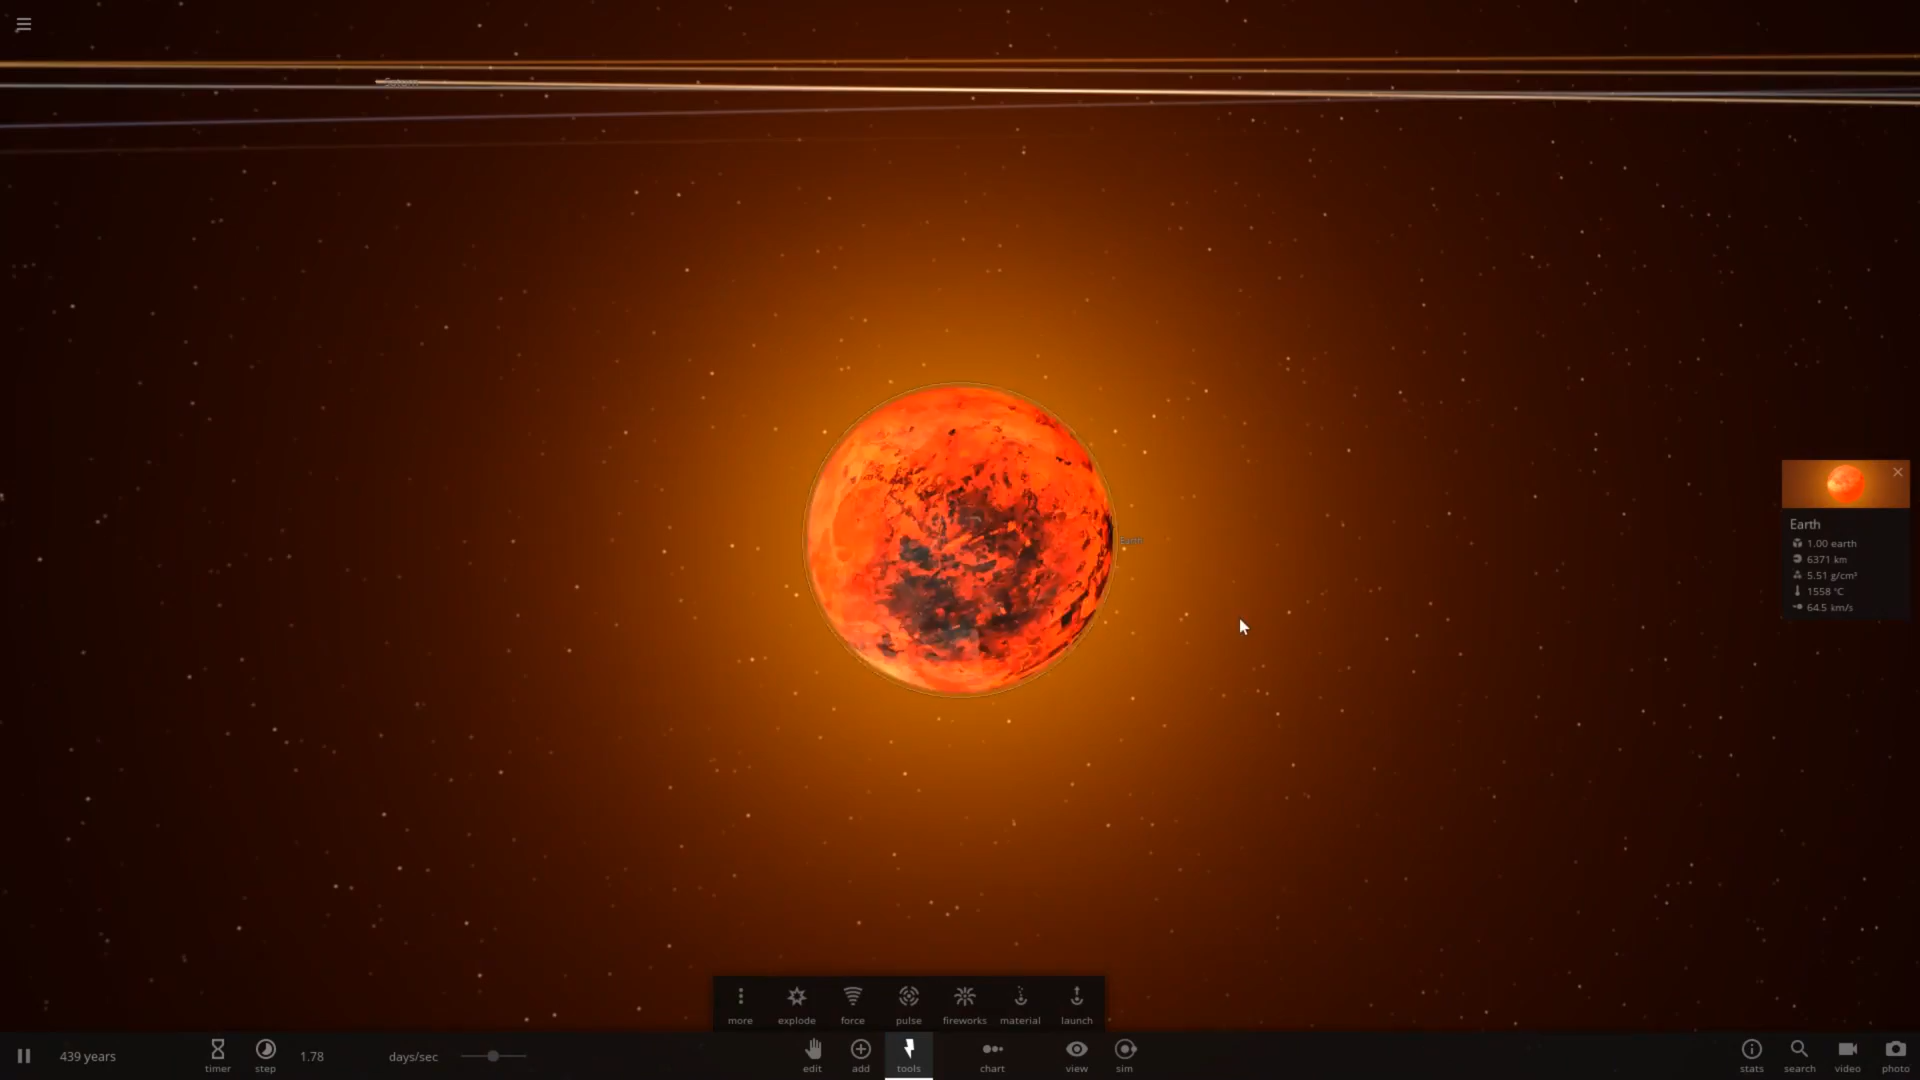 Saturn
Earth
Earth
1.00 earth
6371 km
5.51 g/cm³
1558 °C
64.5 km/s
more
explode
force
pulse
fireworks
material
launch
439 years
timer
step
1.78
days/sec
edit
add
tools
chart
view
sim
stats
search
video
photo